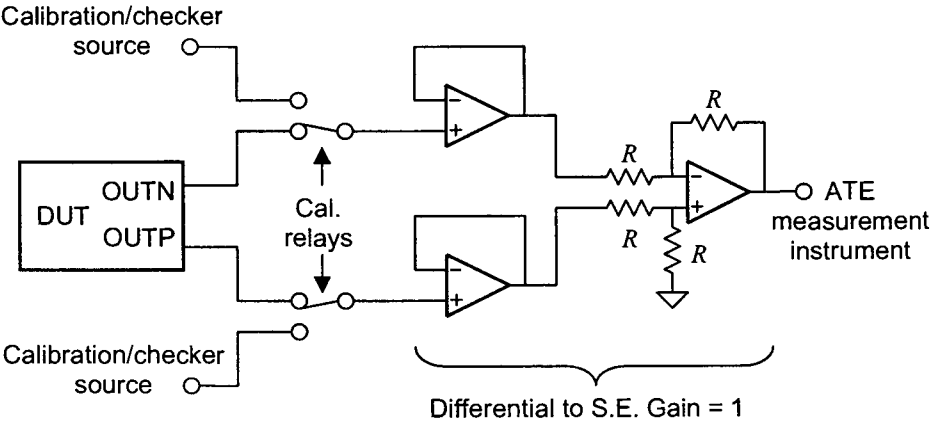 Calibration/checker
source
R
−
+
−
+
R
OUTN
DUT
OUTP
Cal.
relays
R
R
ATE
measurement
instrument
−
+
Calibration/checker
source
Differential to S.E. Gain = 1